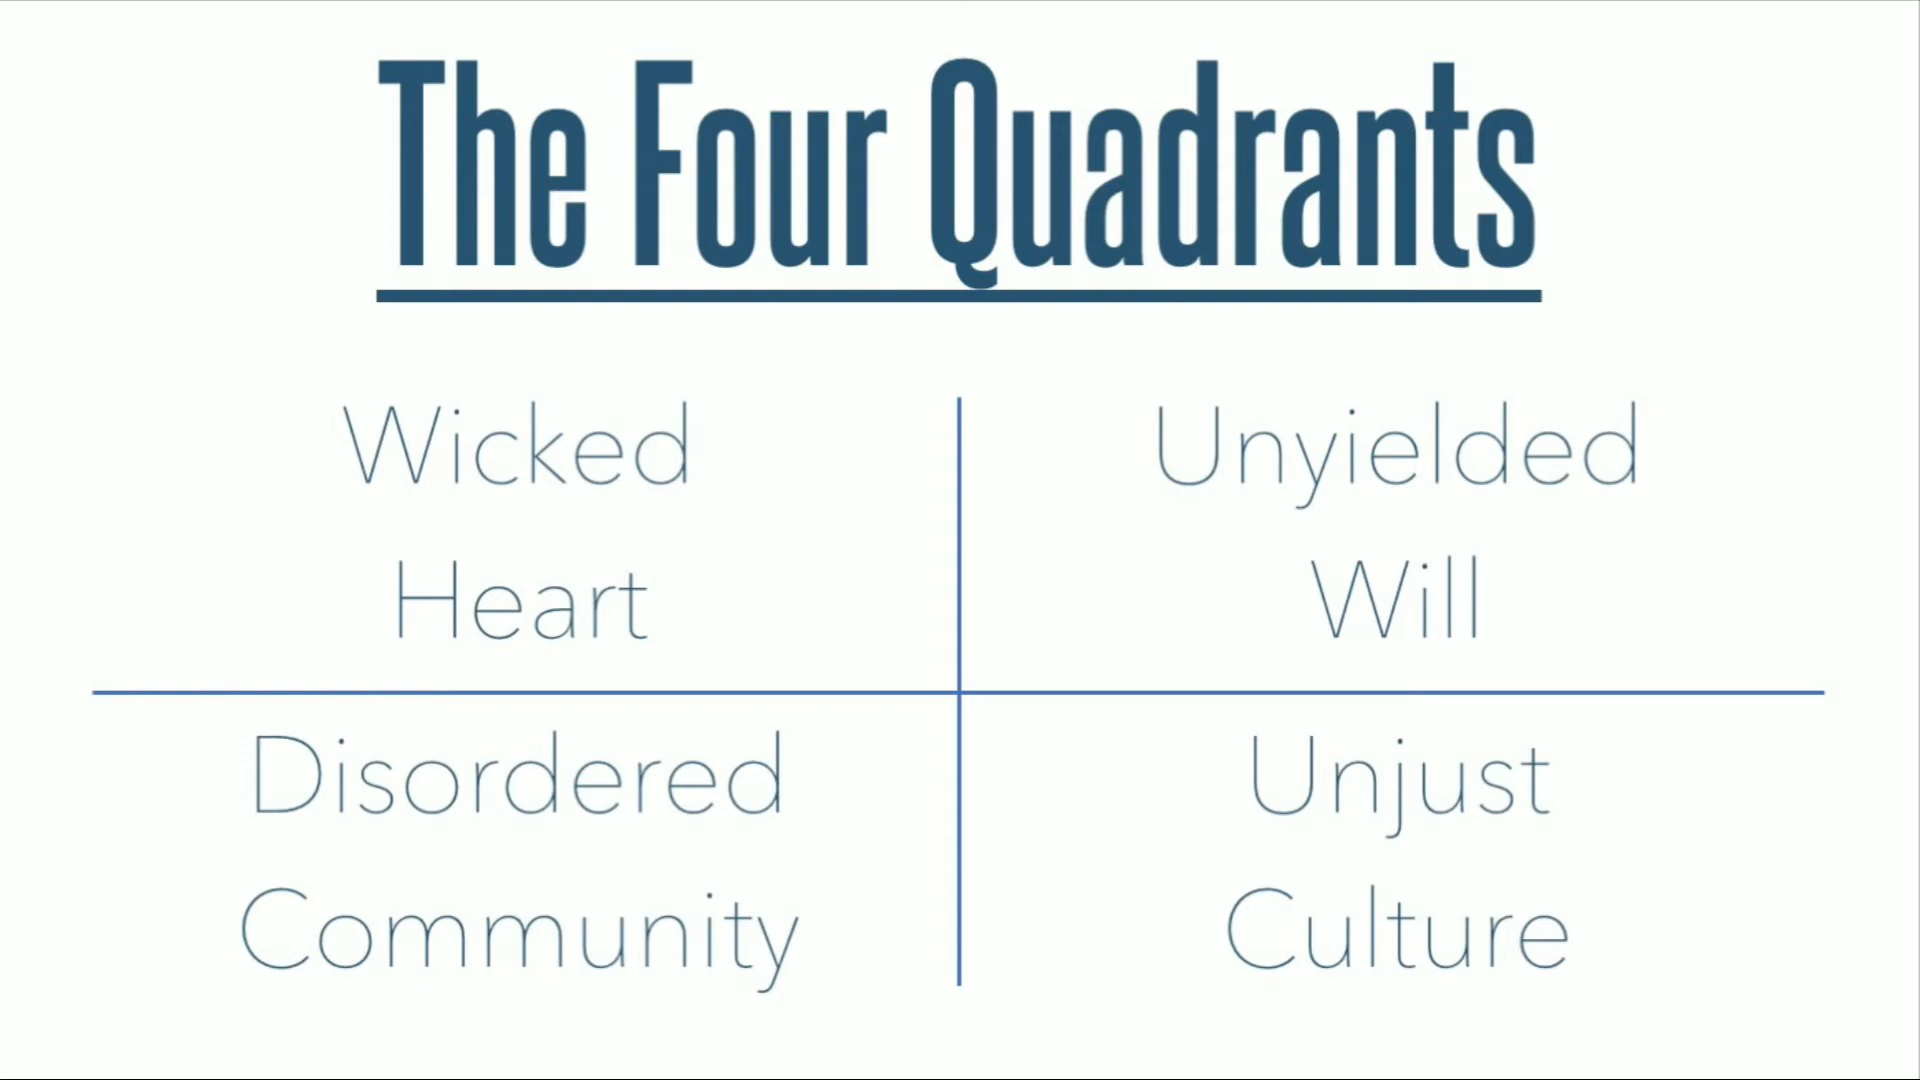 The Four Quadrants
Wicked
Heart
Unyielded
Will
Disordered
Community
Unjust
Culture